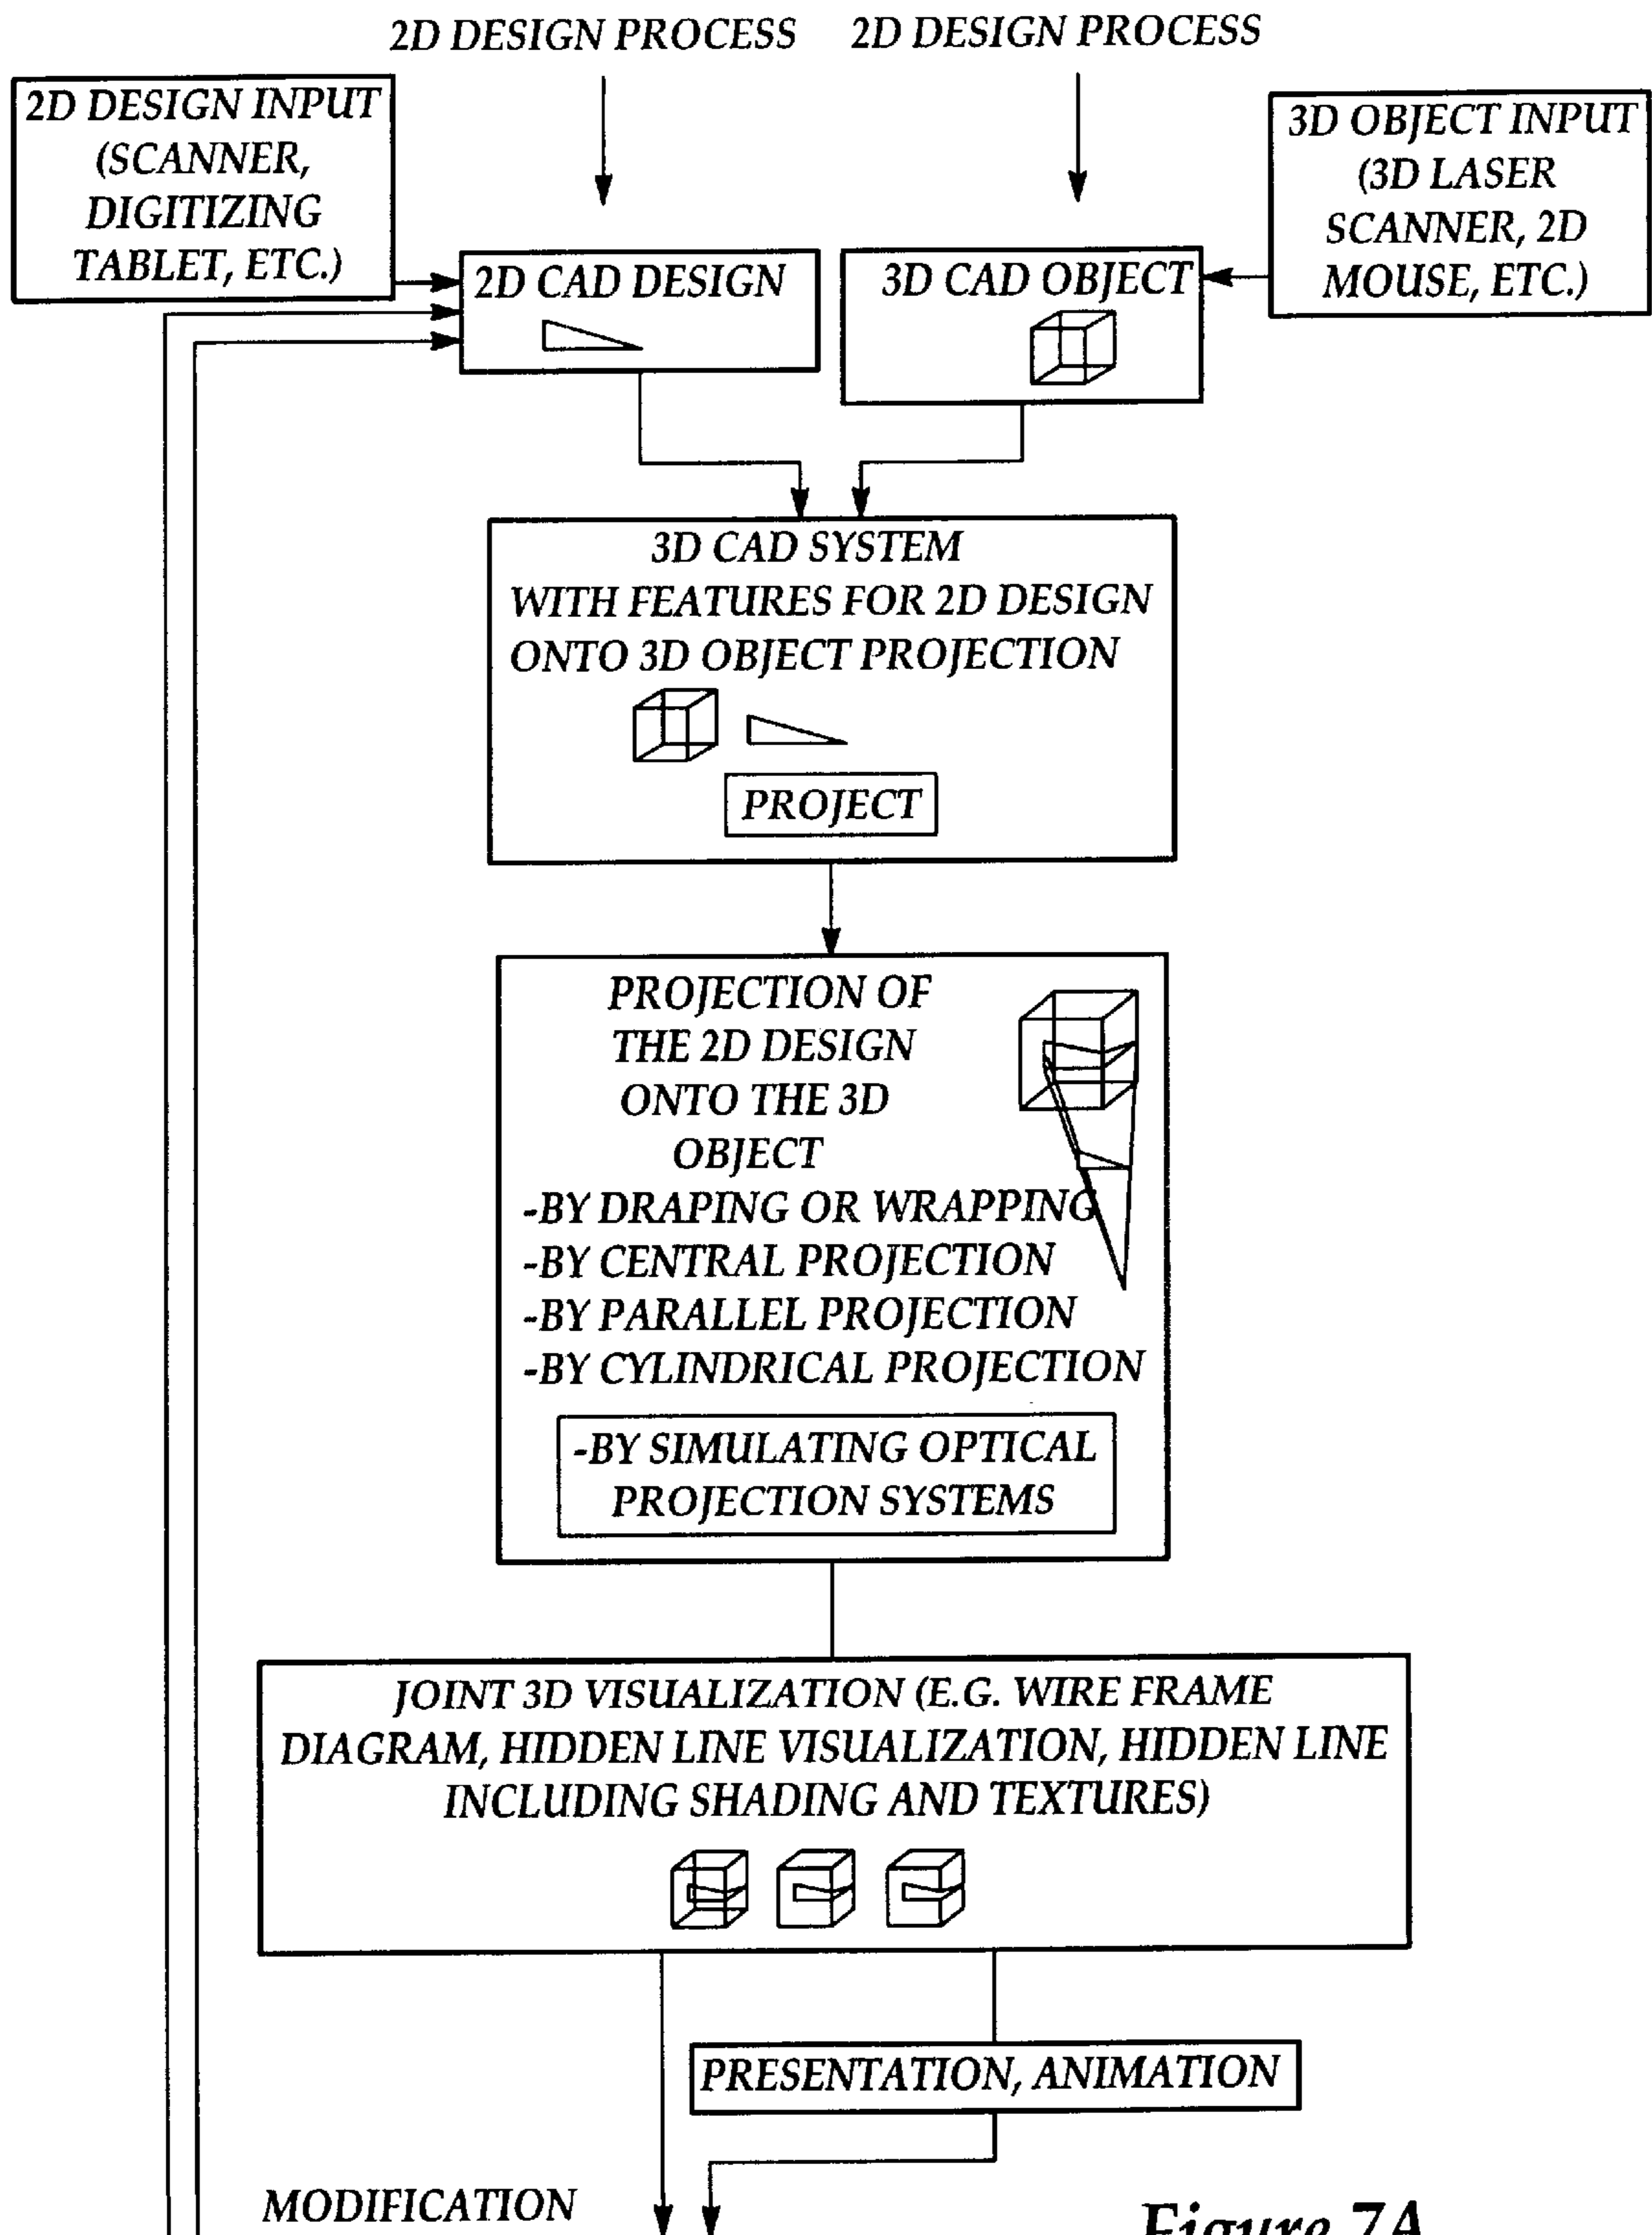 2D DESIGN PROCESS
2D DESIGN PROCESS
2D DESIGN INPUT
(SCANNER,
DIGITIZING
TABLET, ETC.)
3D OBJECT INPUT
(3D LASER
SCANNER, 2D
MOUSE, ETC.)
2D CAD DESIGN
3D CAD OBJECT
3D CAD SYSTEM
WITH FEATURES FOR 2D DESIGN
ONTO 3D OBJECT PROJECTION
PROJECT
PROJECTION OF
THE 2D DESIGN
ONTO THE 3D
OBJECT
-BY DRAPING OR WRAPPING
-BY CENTRAL PROJECTION
-BY PARALLEL PROJECTION
-BY CYLINDRICAL PROJECTION
-BY SIMULATING OPTICAL
PROJECTION SYSTEMS
JOINT 3D VISUALIZATION (E.G. WIRE FRAME
DIAGRAM, HIDDEN LINE VISUALIZATION, HIDDEN LINE
INCLUDING SHADING AND TEXTURES)
PRESENTATION, ANIMATION
MODIFICATION
Figure 7A